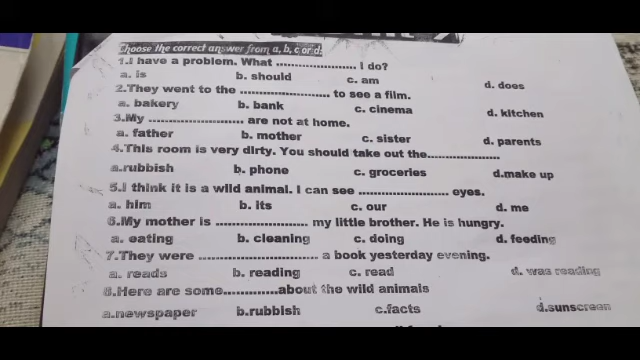 Choose the correct answer from a, b, c or d:
1.I have a problem. What ........................ I do?
a. is b. should c. am d. does
2.They went to the ........................ to see a film.
a. bakery b. bank c. cinema d. kitchen
3.My ........................ are not at home.
a. father b. mother c. sister d. parents
4.This room is very dirty. You should take out the..................
a.rubbish b. phone c. groceries d.make up
5.I think it is a wild animal. I can see ........................ eyes.
a. him b. its c. our d. me
6.My mother is ........................ my little brother. He is hungry.
a. eating b. cleaning c. doing d. feeding
7.They were ............................. a book yesterday evening.
a. reads b. reading c. read d. was reading
8.Here are some..............about the wild animals
a.newspaper b.rubbish c.facts d.sunscreen